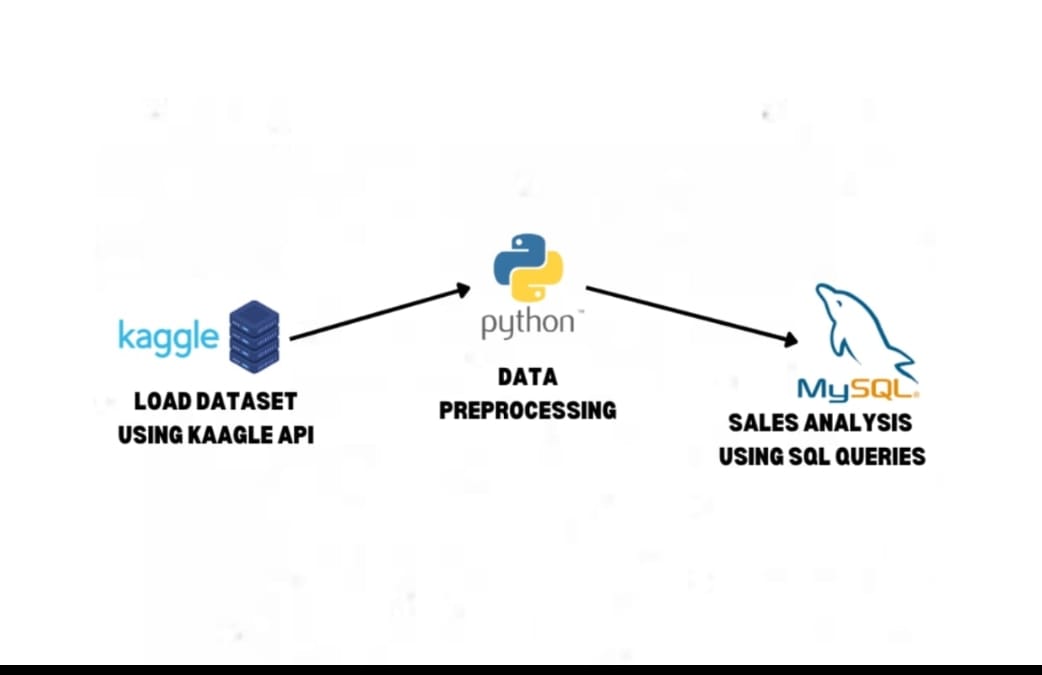 kaggle
LOAD DATASET
USING KAAGLE API
python™
DATA
PREPROCESSING
MySQL®
SALES ANALYSIS
USING SQL QUERIES